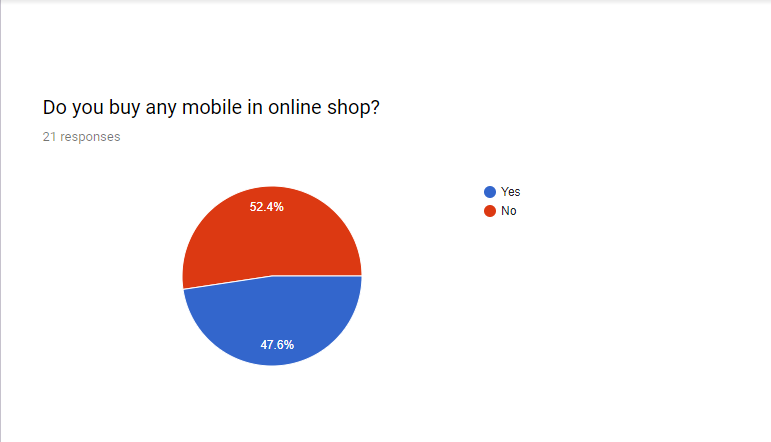 Do you buy any mobile in online shop?
21 responses
52.4%
47.6%
Yes
No